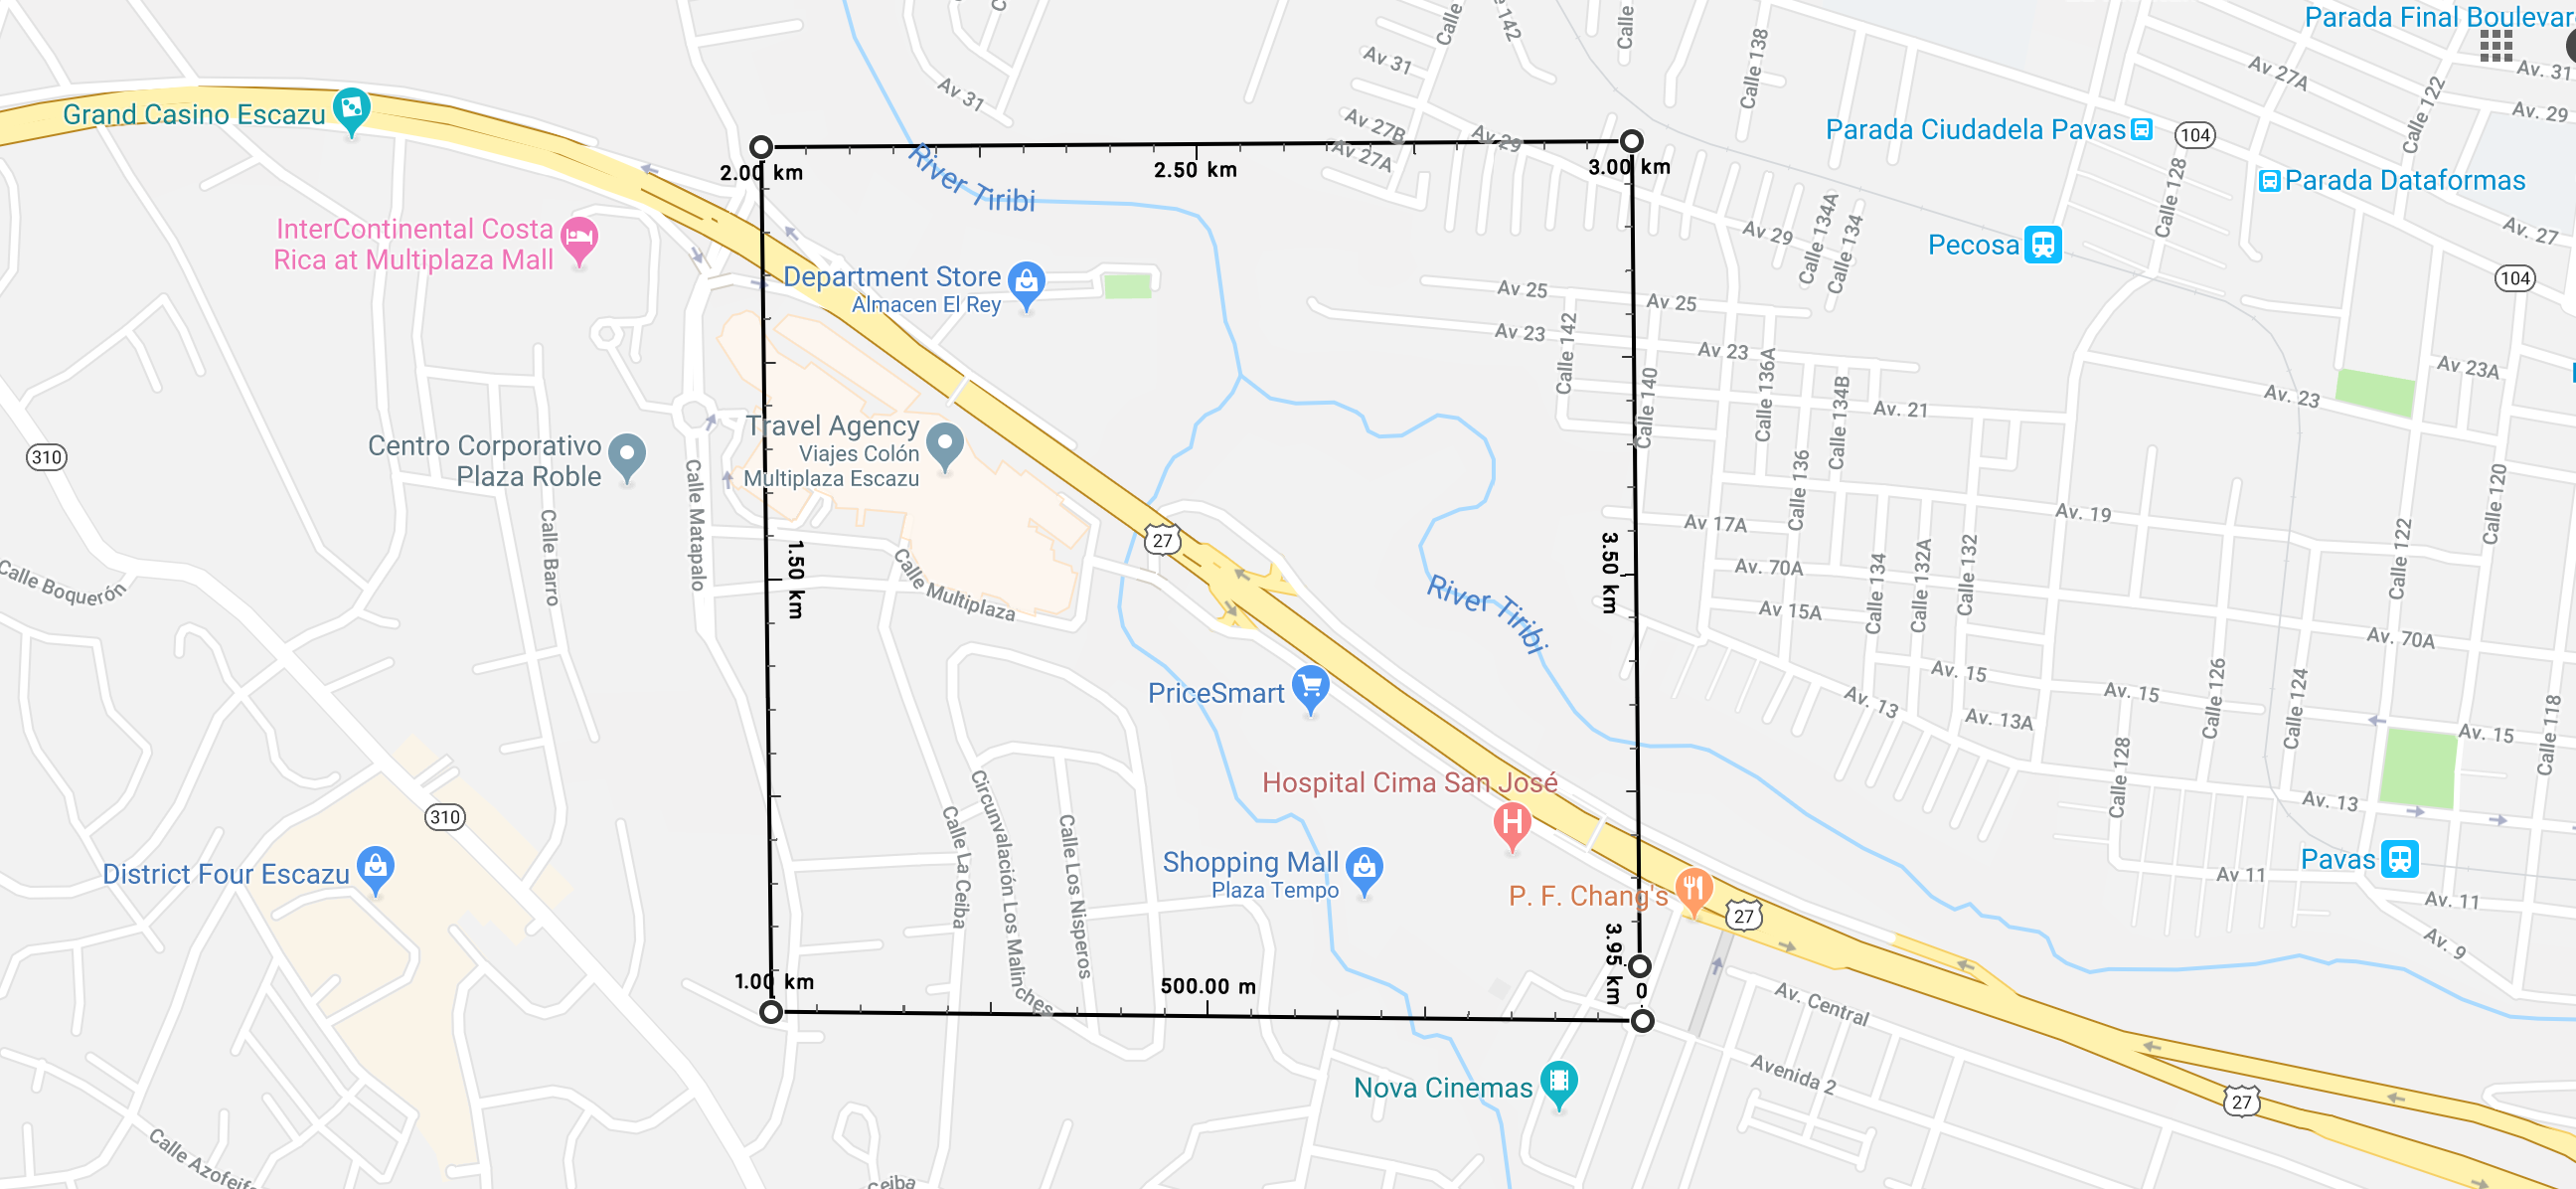 Parada Final Boulevar
Calle
142
Calle
Calle 138
Av 31
Av 31
Av 27A
Calle 122
Av. 31
Av. 29
Grand Casino Escazu
Av 27B
Av 29
Av 27A
Parada Ciudadela Pavas
104
Calle 128
Parada Dataformas
2.00 km
2.50 km
3.00 km
River Tiribi
InterContinental Costa
Rica at Multiplaza Mall
Av 29
Calle 134A
Calle 134
Pecosa
Av. 27
104
Department Store
Almacen El Rey
Av 25
Av 25
Av 23
Calle 142
Av 23
Calle 136A
Calle 140
Calle 134B
Av. 21
Av. 23
Av 23A
310
Centro Corporativo
Plaza Roble
Travel Agency
Viajes Colón
Multiplaza Escazu
Calle Matapalo
Calle Barro
Calle 136
Calle 120
Av 17A
Av. 19
27
1.50 km
3.50 km
Calle Boquerón
Calle Multiplaza
River Tiribi
Av. 70A
Av 15A
Calle 134
Calle 132A
Calle 132
Calle 122
Av. 70A
PriceSmart
Av. 15
Av. 13
Av. 13A
Av. 15
Calle 126
Calle 124
Av. 15
Calle 118
Hospital Cima San José
Calle 128
Av. 13
310
District Four Escazu
Calle La Ceiba
Circunvalación Los Malinches
Calle Los Nisperos
Shopping Mall
Plaza Tempo
P. F. Chang's
27
Av 11
Pavas
Av. 11
Av. 9
3.95 km
1.00 km
500.00 m
0
Av. Central
Avenida 2
Nova Cinemas
27
Calle Azofeif
Ceiba